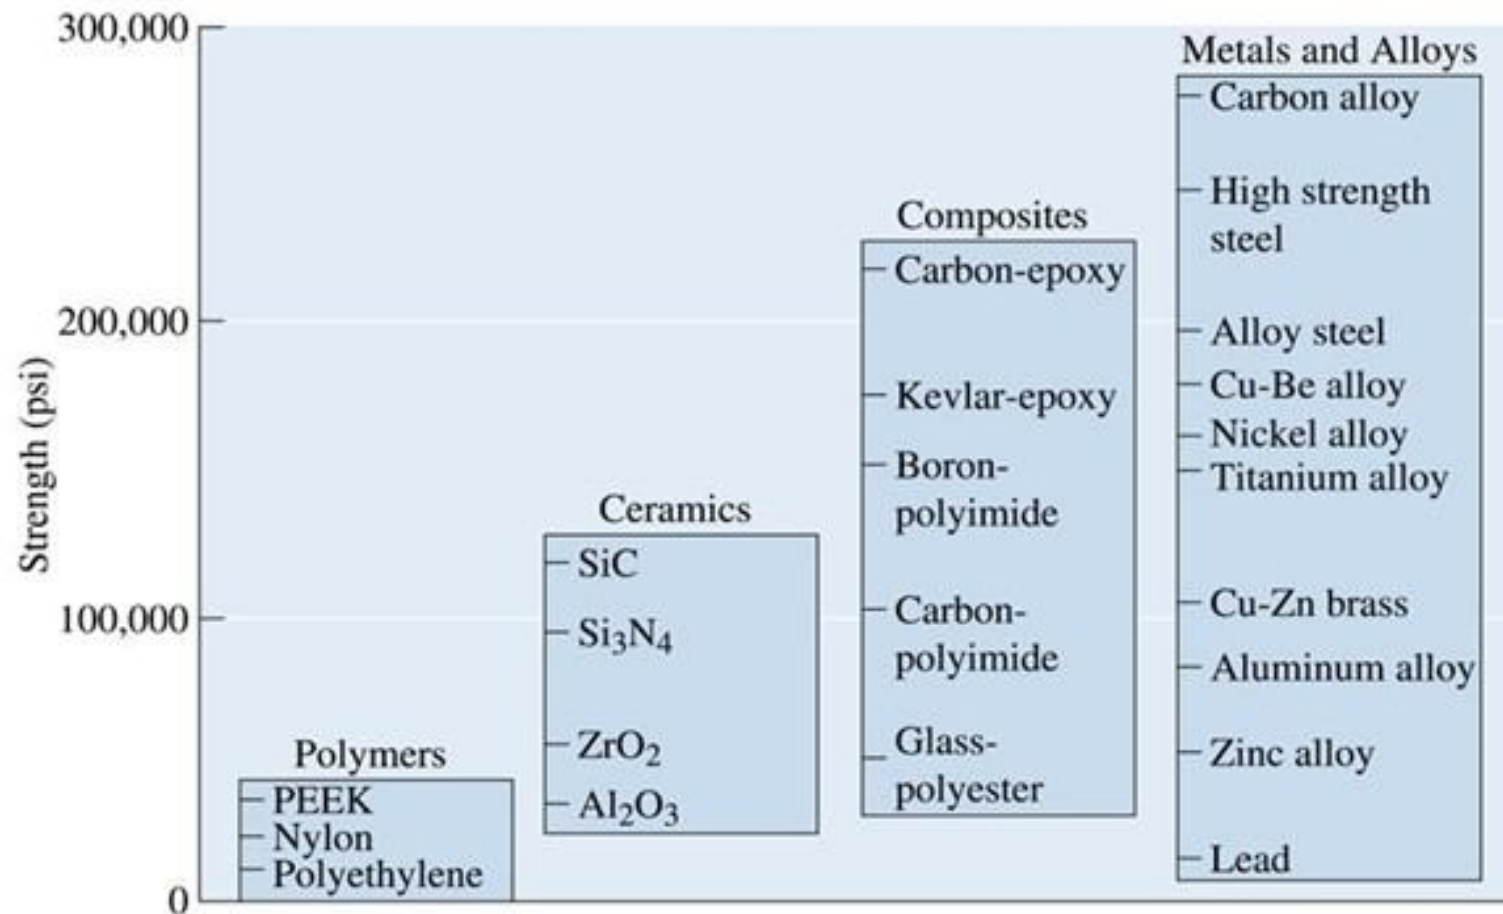 300,000
200,000
100,000
0
Strength (psi)
Polymers
PEEK
Nylon
Polyethylene
Ceramics
SiC
Si₃N₄
ZrO₂
Al₂O₃
Composites
Carbon-epoxy
Kevlar-epoxy
Boron-
polyimide
Carbon-
polyimide
Glass-
polyester
Metals and Alloys
Carbon alloy
High strength
steel
Alloy steel
Cu-Be alloy
Nickel alloy
Titanium alloy
Cu-Zn brass
Aluminum alloy
Zinc alloy
Lead